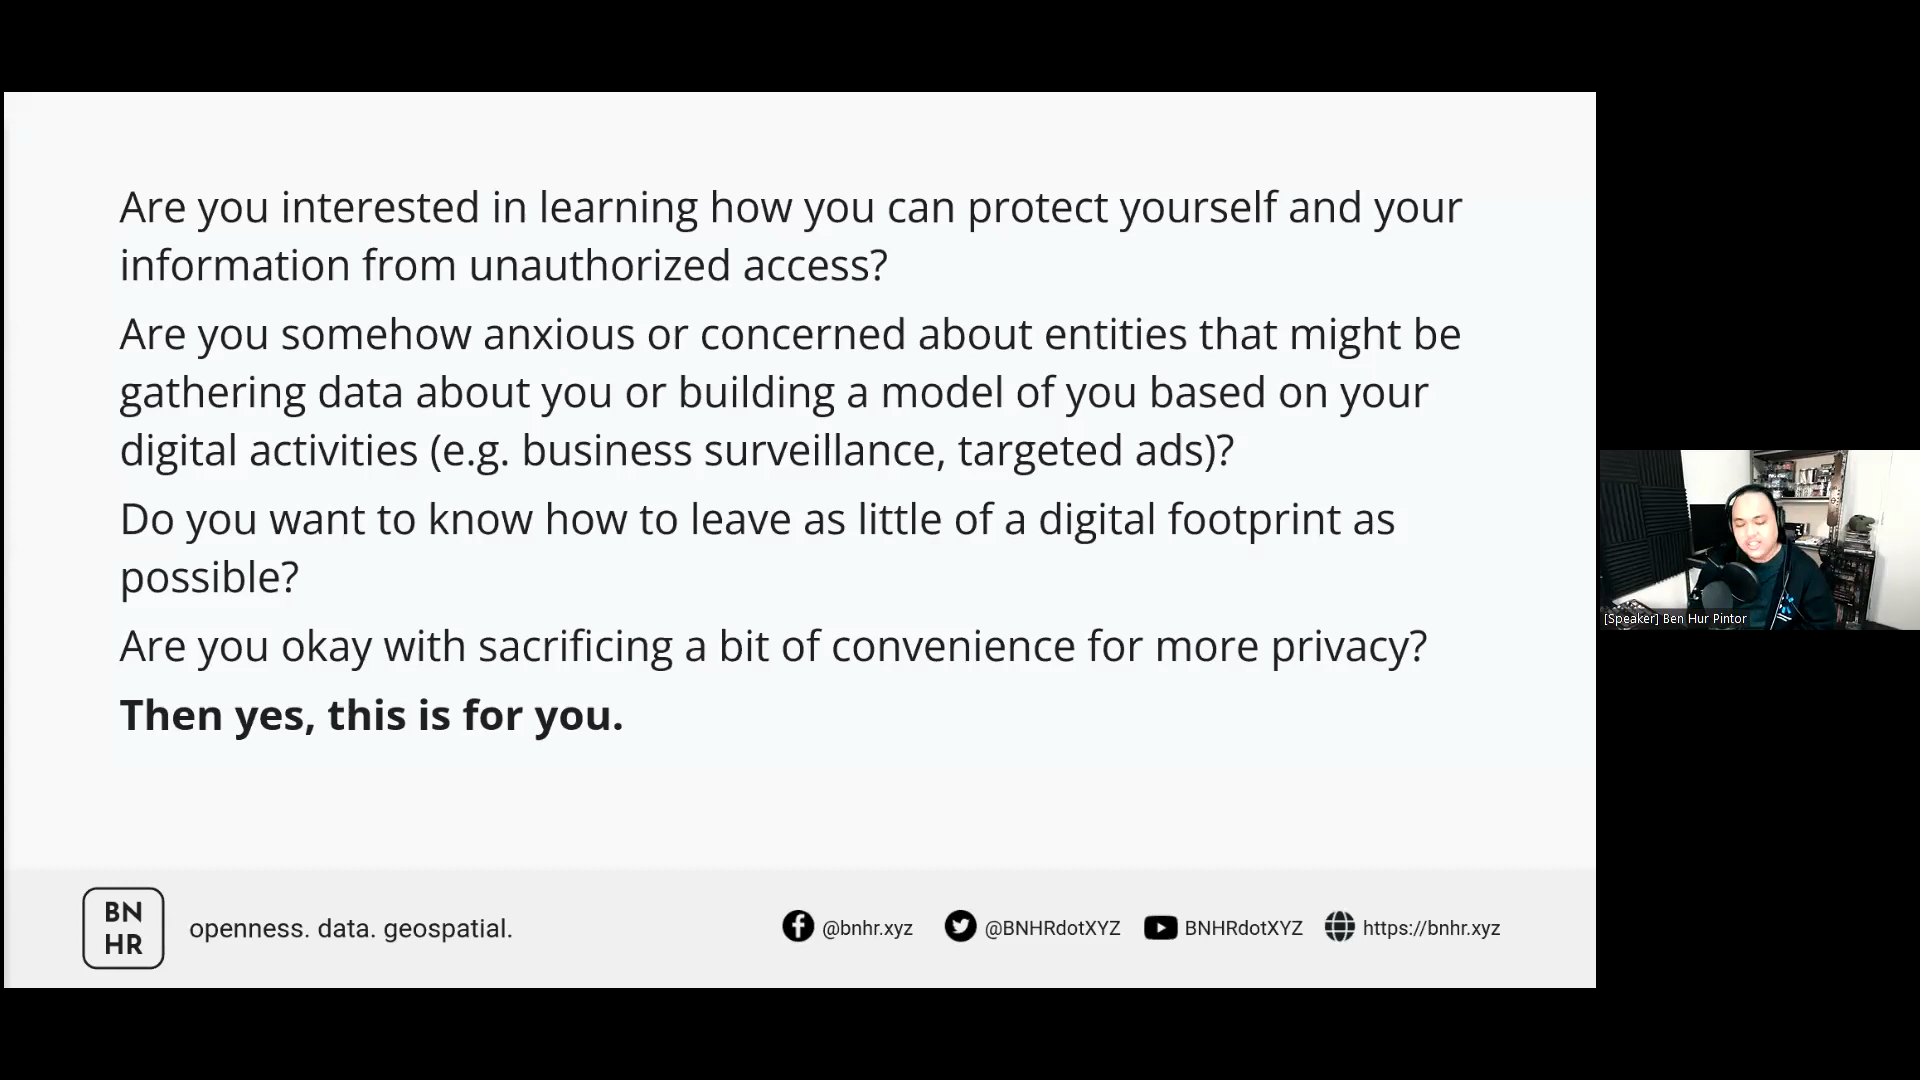 Are you interested in learning how you can protect yourself and your
information from unauthorized access?
Are you somehow anxious or concerned about entities that might be
gathering data about you or building a model of you based on your
digital activities (e.g. business surveillance, targeted ads)?
Do you want to know how to leave as little of a digital footprint as
possible?
Are you okay with sacrificing a bit of convenience for more privacy?
Then yes, this is for you.
[Speaker] Ben Hur Pintor
BN
HR
openness. data. geospatial.
@bnhr.xyz
@BNHRdotXYZ
BNHRdotXYZ
https://bnhr.xyz